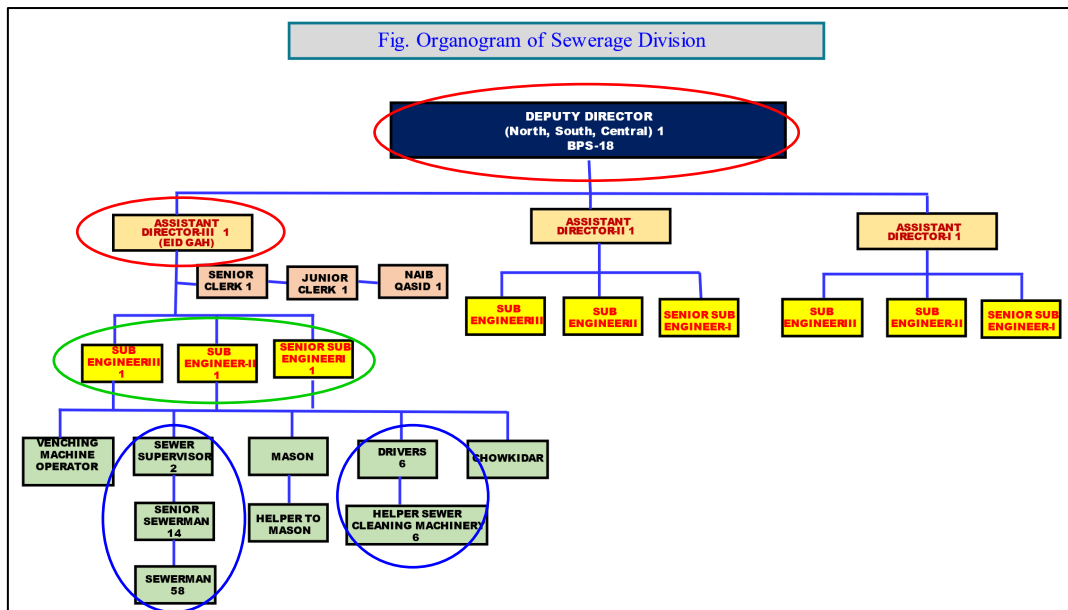 Fig. Organogram of Sewerage Division
DEPUTY DIRECTOR
(North, South, Central) 1
BPS-18
ASSISTANT
DIRECTOR-III 1
(EID GAH)
ASSISTANT
DIRECTOR-II 1
ASSISTANT
DIRECTOR-I 1
SENIOR
CLERK 1
JUNIOR
CLERK 1
NAIB
QASID 1
SUB
ENGINEERIII
SUB
ENGINEERII
SENIOR SUB
ENGINEER-I
SUB
ENGINEERIII
SUB
ENGINEER-II
SENIOR SUB
ENGINEER-I
SUB
ENGINEERIII
1
SUB
ENGINEER-II
1
SENIOR SUB
ENGINEERI
1
VENCHING
MACHINE
OPERATOR
SEWER
SUPERVISOR
2
MASON
DRIVERS
6
CHOWKIDAR
SENIOR
SEWERMAN
14
HELPER TO
MASON
HELPER SEWER
CLEANING MACHINERY
6
SEWERMAN
58